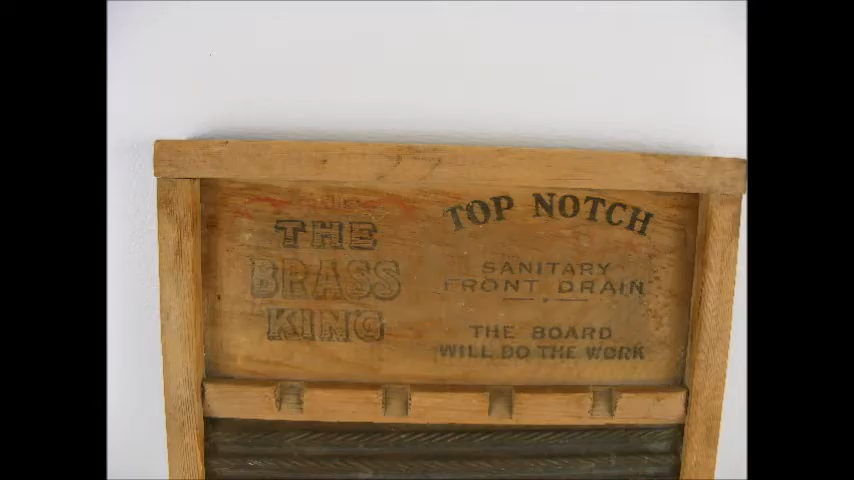 THE
BRASS
KING
TOP NOTCH
SANITARY
FRONT DRAIN
THE BOARD
WILL DO THE WORK